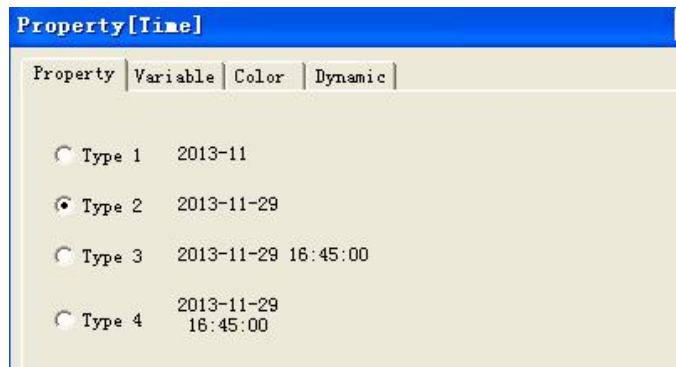 Property[Time]
Property Variable Color Dynamic
Type 1 2013-11
Type 2 2013-11-29
Type 3 2013-11-29 16:45:00
Type 4 2013-11-29
16:45:00